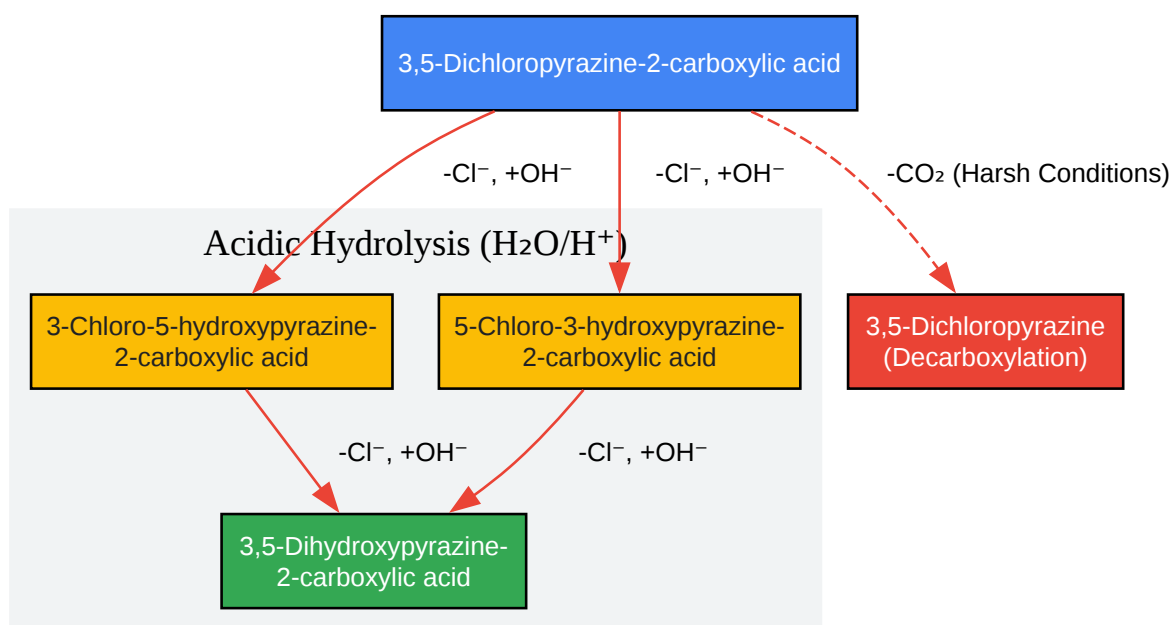 3,5-Dichloropyrazine-2-carboxylic acid
-Cl⁻, +OH⁻
-Cl⁻, +OH⁻
-CO₂ (Harsh Conditions)
Acidic Hydrolysis (H₂O/H⁺)
3-Chloro-5-hydroxypyrazine-
2-carboxylic acid
5-Chloro-3-hydroxypyrazine-
2-carboxylic acid
3,5-Dichloropyrazine
(Decarboxylation)
-Cl⁻, +OH⁻
-Cl⁻, +OH⁻
3,5-Dihydroxypyrazine-
2-carboxylic acid